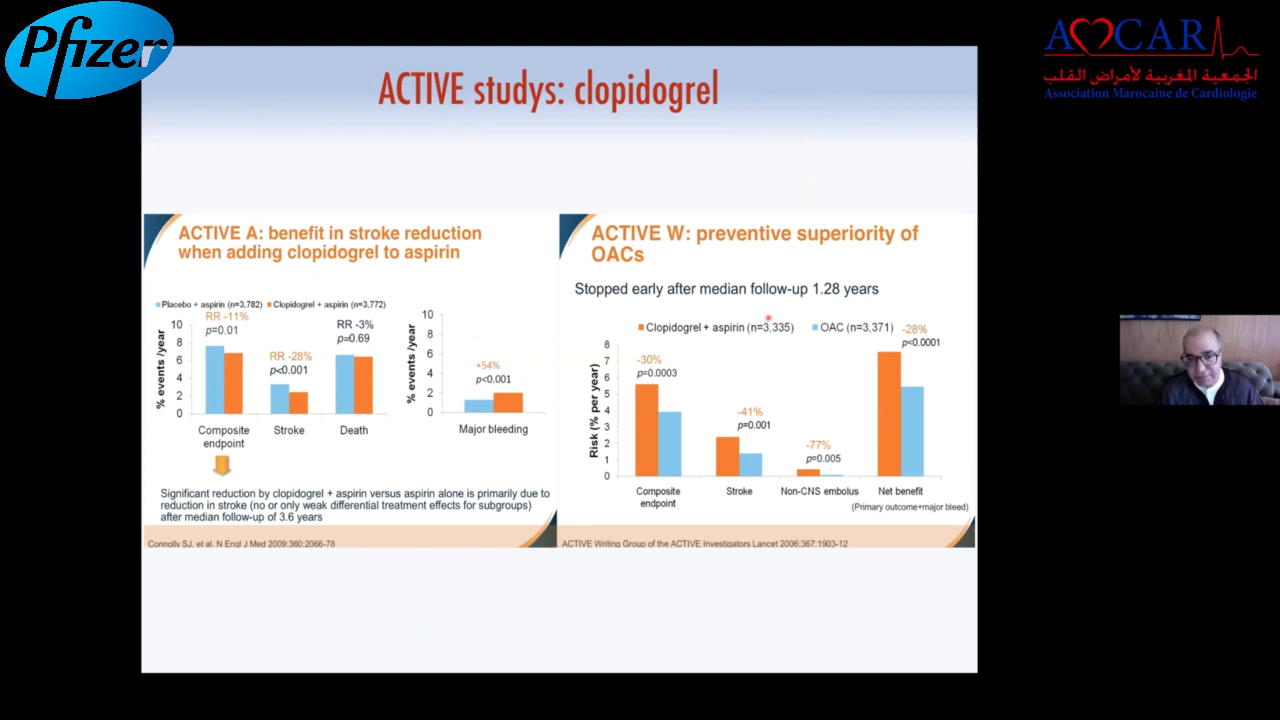 Pfizer
AMCAR
الجمعية المغربية لأمراض القلب
Association Marocaine de Cardiologie
ACTIVE studys: clopidogrel
ACTIVE A: benefit in stroke reduction
when adding clopidogrel to aspirin
Placebo + aspirin (n=3,782) Clopidogrel + aspirin (n=3,772)
% events /year
10
8
6
4
2
0
RR -11%
p=0.01
RR -28%
p<0.001
RR -3%
p=0.69
Composite
endpoint
Stroke
Death
% events /year
10
8
6
4
2
0
+54%
p<0.001
Major bleeding
Significant reduction by clopidogrel + aspirin versus aspirin alone is primarily due to
reduction in stroke (no or only weak differential treatment effects for subgroups)
after median follow-up of 3.6 years
Connolly SJ, et al. N Engl J Med 2009:360:2066-78
ACTIVE W: preventive superiority of
OACs
Stopped early after median follow-up 1.28 years
Clopidogrel + aspirin (n=3,335) OAC (n=3,371)
Risk (% per year)
8
7
6
5
4
3
2
1
0
-30%
p=0.0003
-41%
p=0.001
-77%
p=0.005
-28%
p<0.0001
Composite
endpoint
Stroke
Non-CNS embolus
Net benefit
(Primary outcome+major bleed)
ACTIVE Writing Group of the ACTIVE Investigators Lancet 2006:367:1903-12